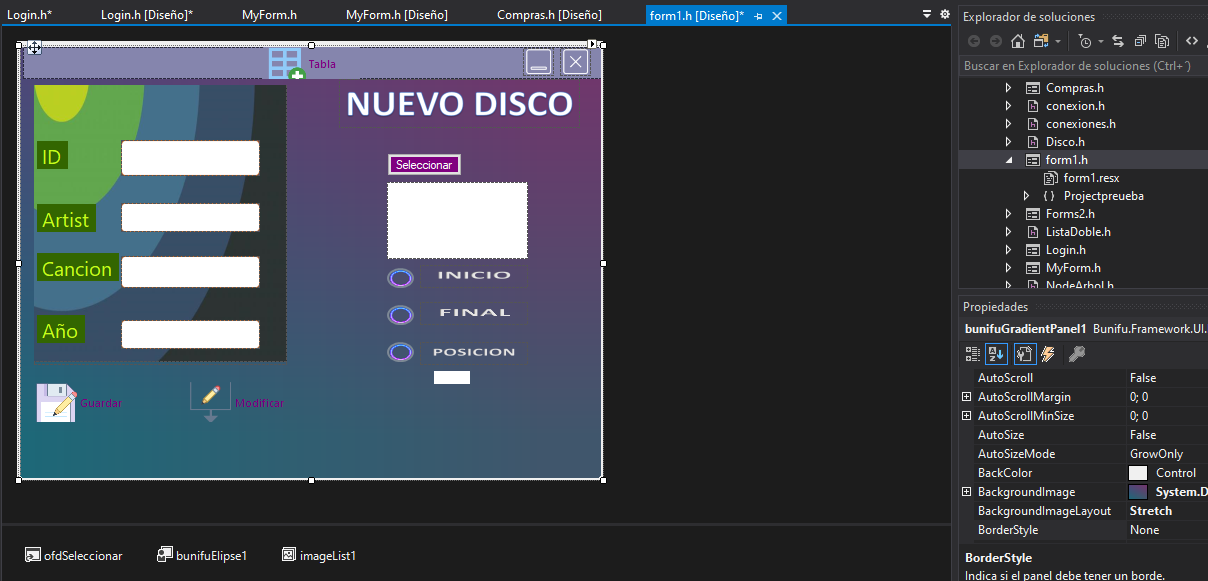 Login.h*
Login.h [Diseño]*
MyForm.h
MyForm.h [Diseño]
Compras.h [Diseño]
form1.h [Diseño]*
Tabla
NUEVO DISCO
ID
Seleccionar
Artist
Cancion
INICIO
FINAL
Año
POSICION
Guardar
Modificar
ofdSeleccionar
bunifuElipse1
imageList1
Explorador de soluciones
Buscar en Explorador de soluciones (Ctrl+´)
Compras.h
conexion.h
conexiones.h
Disco.h
form1.h
form1.resx
{ } Projectpreueba
Forms2.h
ListaDoble.h
Login.h
MyForm.h
NodeArbol.h
Propiedades
bunifuGradientPanel1 Bunifu.Framework.UI.
AutoScroll False
AutoScrollMargin 0; 0
AutoScrollMinSize 0; 0
AutoSize False
AutoSizeMode GrowOnly
BackColor Control
BackgroundImage System.D
BackgroundImageLayout Stretch
BorderStyle None
BorderStyle
Indica si el panel debe tener un borde.